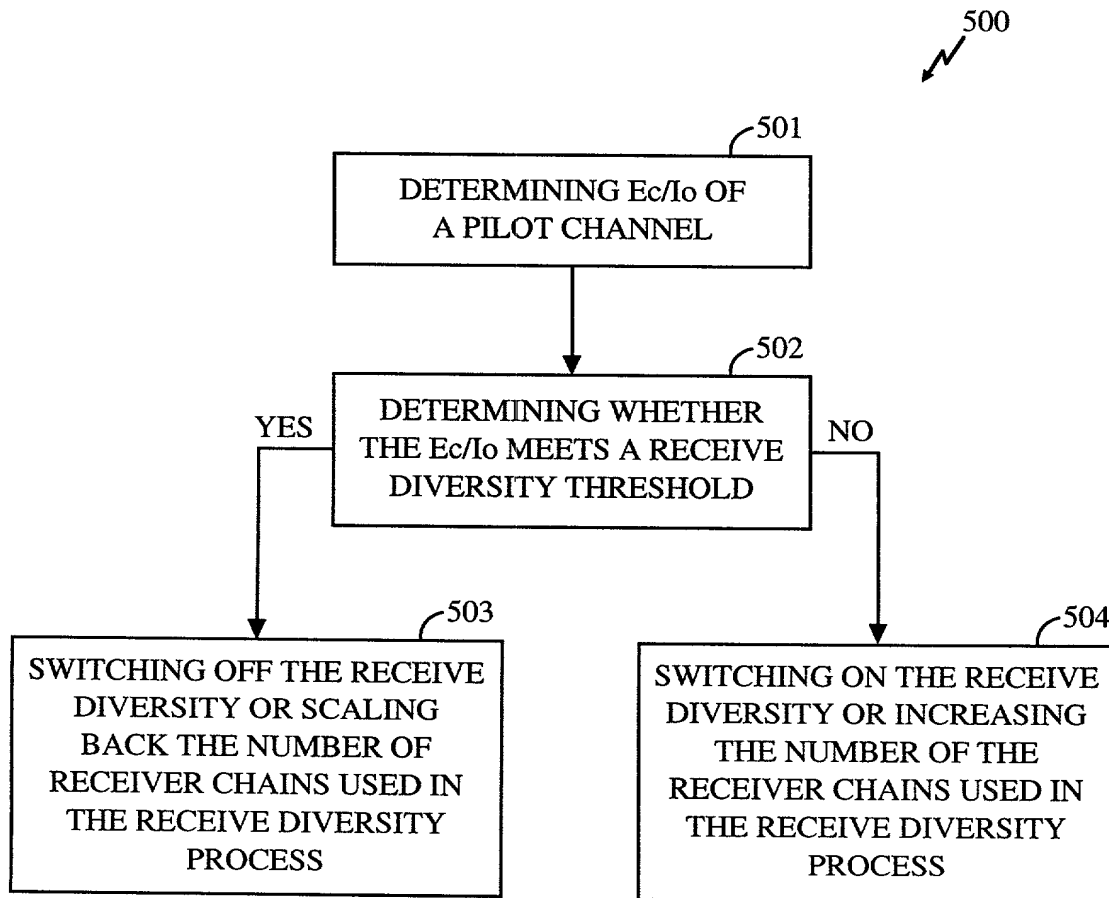 500
501
DETERMINING Ec/Io OF
A PILOT CHANNEL
502
DETERMINING WHETHER
THE Ec/Io MEETS A RECEIVE
DIVERSITY THRESHOLD
YES
NO
503
SWITCHING OFF THE RECEIVE
DIVERSITY OR SCALING
BACK THE NUMBER OF
RECEIVER CHAINS USED IN
THE RECEIVE DIVERSITY
PROCESS
504
SWITCHING ON THE RECEIVE
DIVERSITY OR INCREASING
THE NUMBER OF THE
RECEIVER CHAINS USED IN
THE RECEIVE DIVERSITY
PROCESS